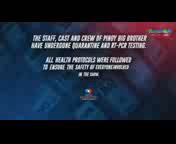 THE STAFF, CAST AND CREW OF PINOY BIG BROTHER
HAVE UNDERGONE QUARANTINE AND RT-PCR TESTING.
ALL HEALTH PROTOCOLS WERE FOLLOWED
TO ENSURE THE SAFETY OF EVERYONE INVOLVED
IN THE SHOW.